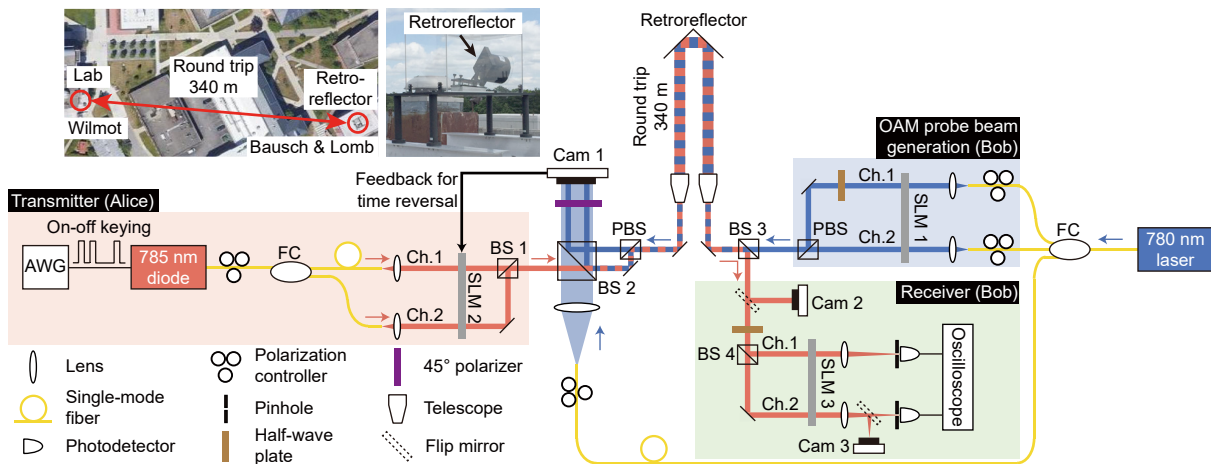 Lab
Round trip
340 m
Retro-
reflector
Wilmot
Bausch & Lomb
Retroreflector
Retroreflector
Round trip
340 m
OAM probe beam
generation (Bob)
Cam 1
Feedback for
time reversal
Transmitter (Alice)
On-off keying
AWG
785 nm
diode
FC
Ch.1
Ch.2
SLM 2
BS 1
BS 2
PBS
BS 3
PBS
Ch.1
Ch.2
SLM 1
FC
780 nm
laser
Receiver (Bob)
Cam 2
BS 4
Ch.1
Ch.2
SLM 3
Cam 3
Oscilloscope
Lens
Polarization
controller
45° polarizer
Single-mode
fiber
Pinhole
Telescope
Photodetector
Half-wave
plate
Flip mirror